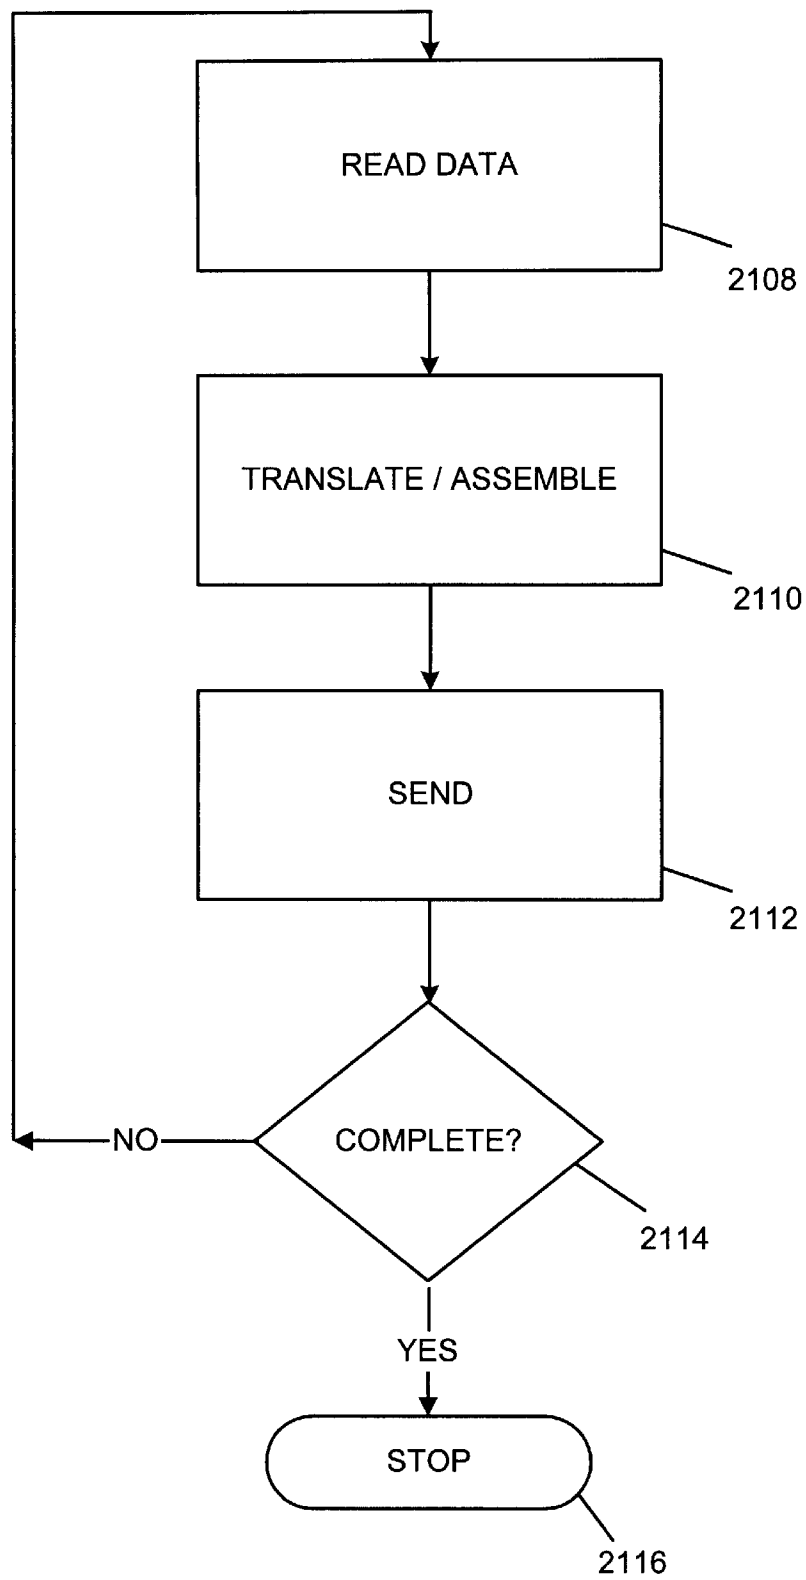 READ DATA
2108
TRANSLATE / ASSEMBLE
2110
SEND
2112
NO
COMPLETE?
2114
YES
STOP
2116